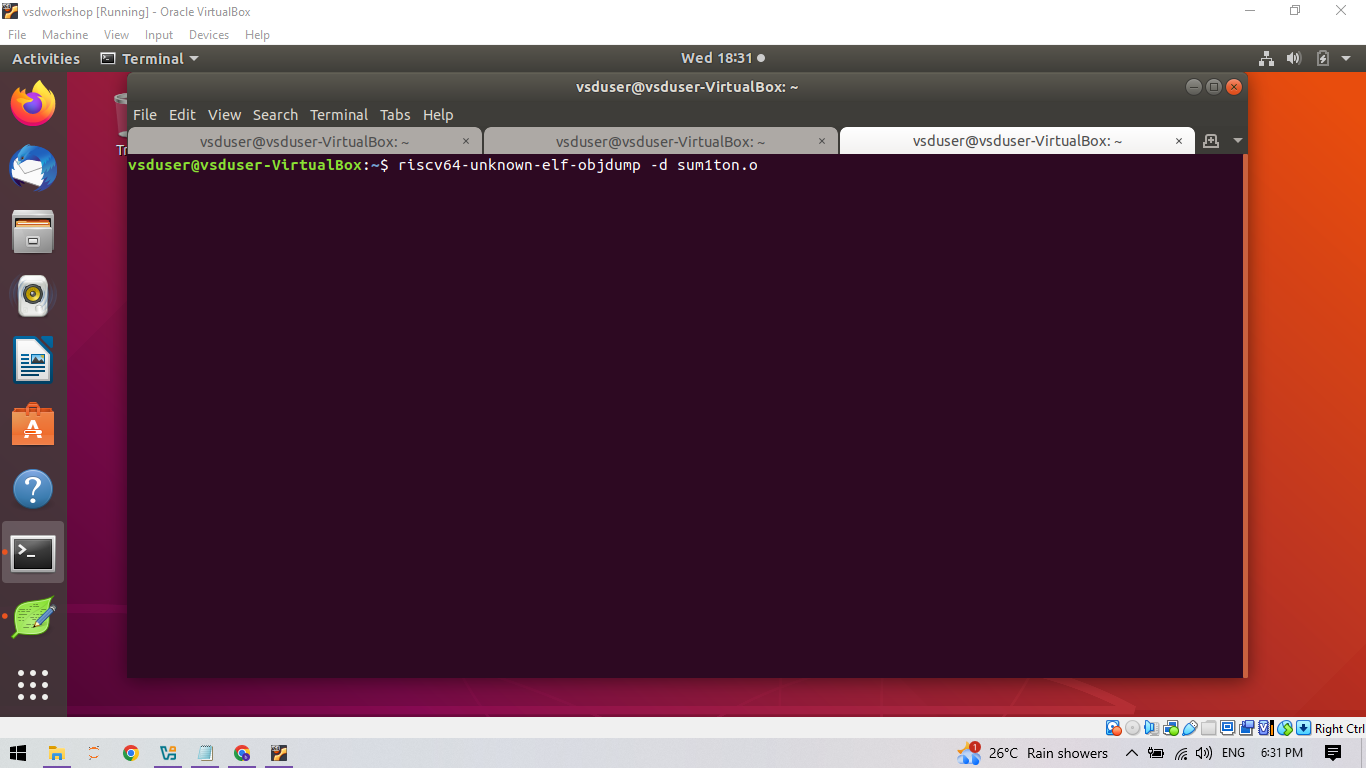 vsdworkshop [Running] - Oracle VirtualBox
File Machine View Input Devices Help
Activities Terminal Wed 18:31
vsduser@vsduser-VirtualBox: ~
File Edit View Search Terminal Tabs Help
vsduser@vsduser-VirtualBox: ~ × vsduser@vsduser-VirtualBox: ~ × vsduser@vsduser-VirtualBox: ~ ×
vsduser@vsduser-VirtualBox:~$ riscv64-unknown-elf-objdump -d sum1ton.o
Right Ctrl
1 26°C Rain showers ENG 6:31 PM